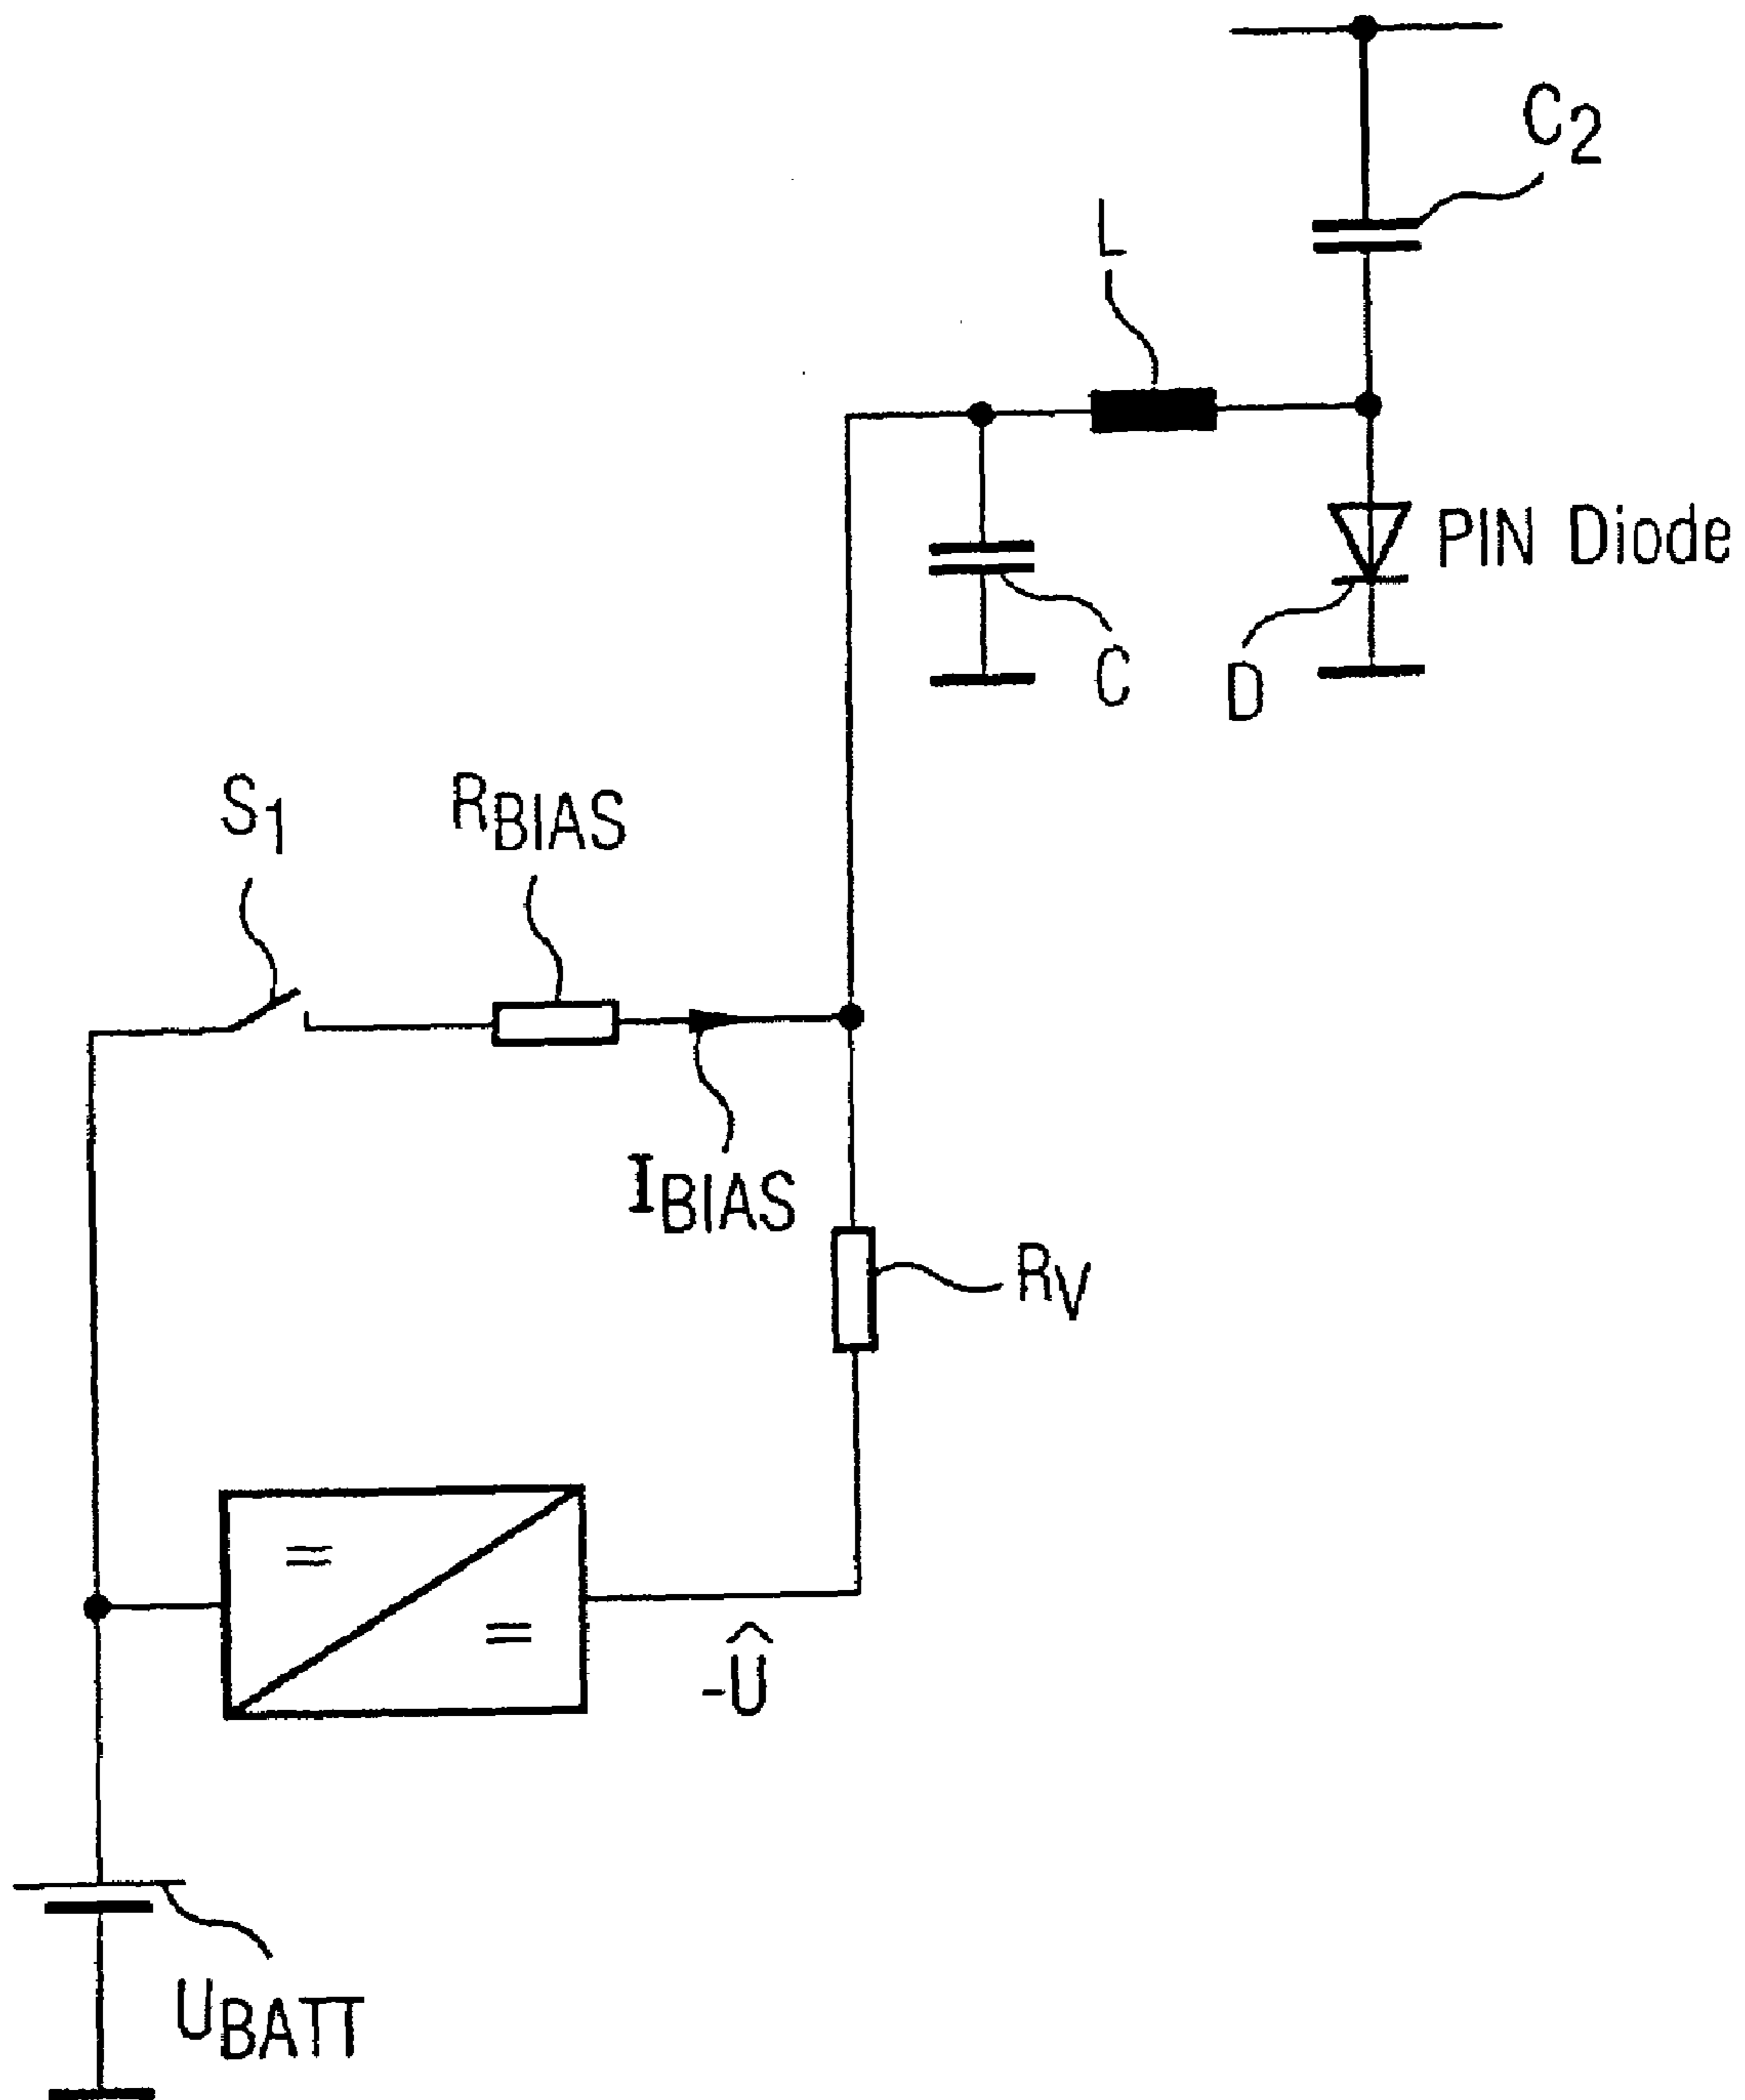 C2
L
PIN Diode
C
D
S1
RBIAS
IBIAS
RV
=
=
-Û
UBATT